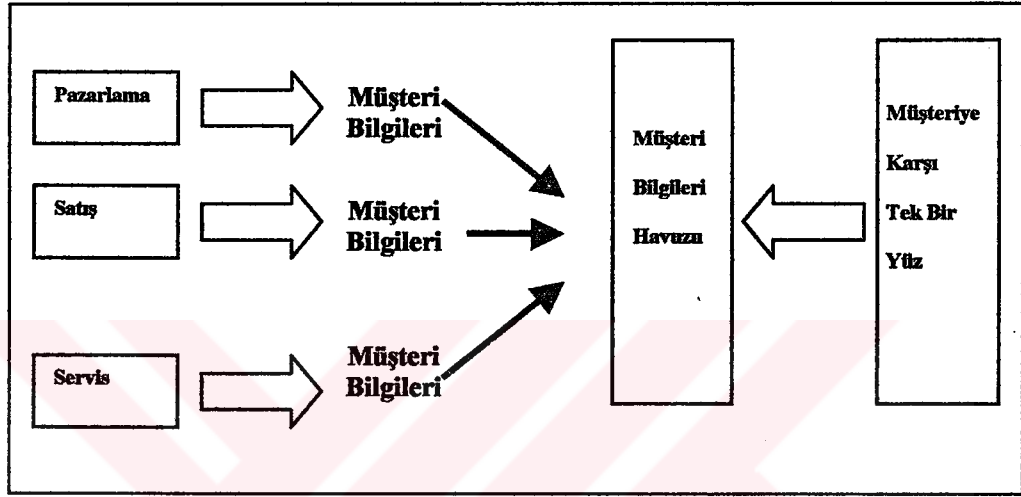 Pazarlama
Müşteri
Bilgileri
Satış
Müşteri
Bilgileri
Servis
Müşteri
Bilgileri
Müşteri
Bilgileri
Havuzu
Müşteriye
Karşı
Tek Bir
Yüz